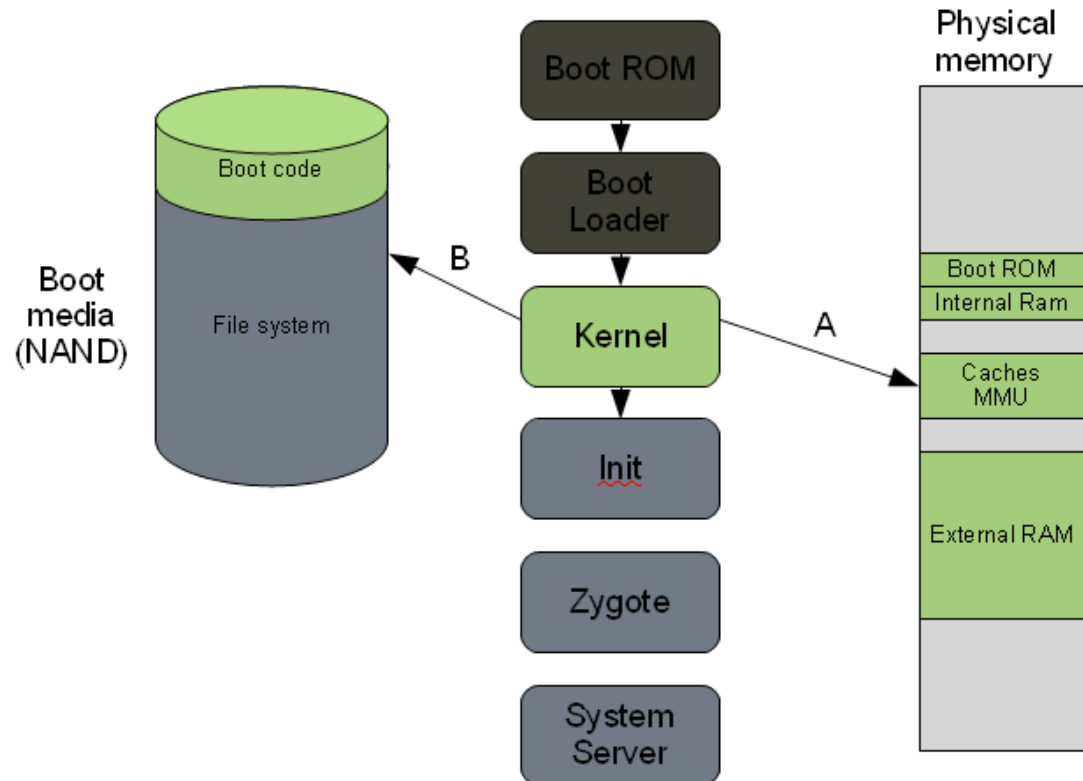 Physical
memory
Boot ROM
Boot
Loader
Kernel
Init
Zygote
System
Server
Boot code
File system
Boot
media
(NAND)
B
A
Boot ROM
Internal Ram
Caches
MMU
External RAM